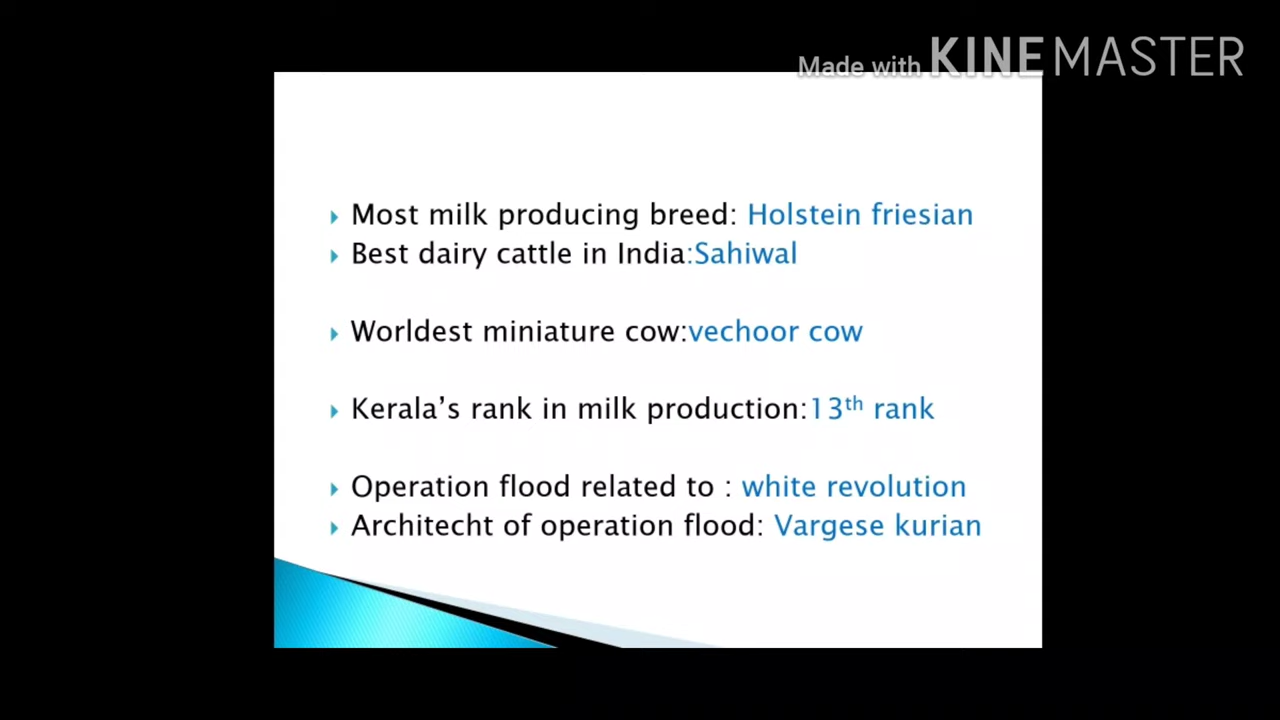 Made with KINEMASTER
Most milk producing breed: Holstein friesian
Best dairy cattle in India:Sahiwal
Worldest miniature cow:vechoor cow
Kerala's rank in milk production:13th rank
Operation flood related to : white revolution
Architecht of operation flood: Vargese kurian